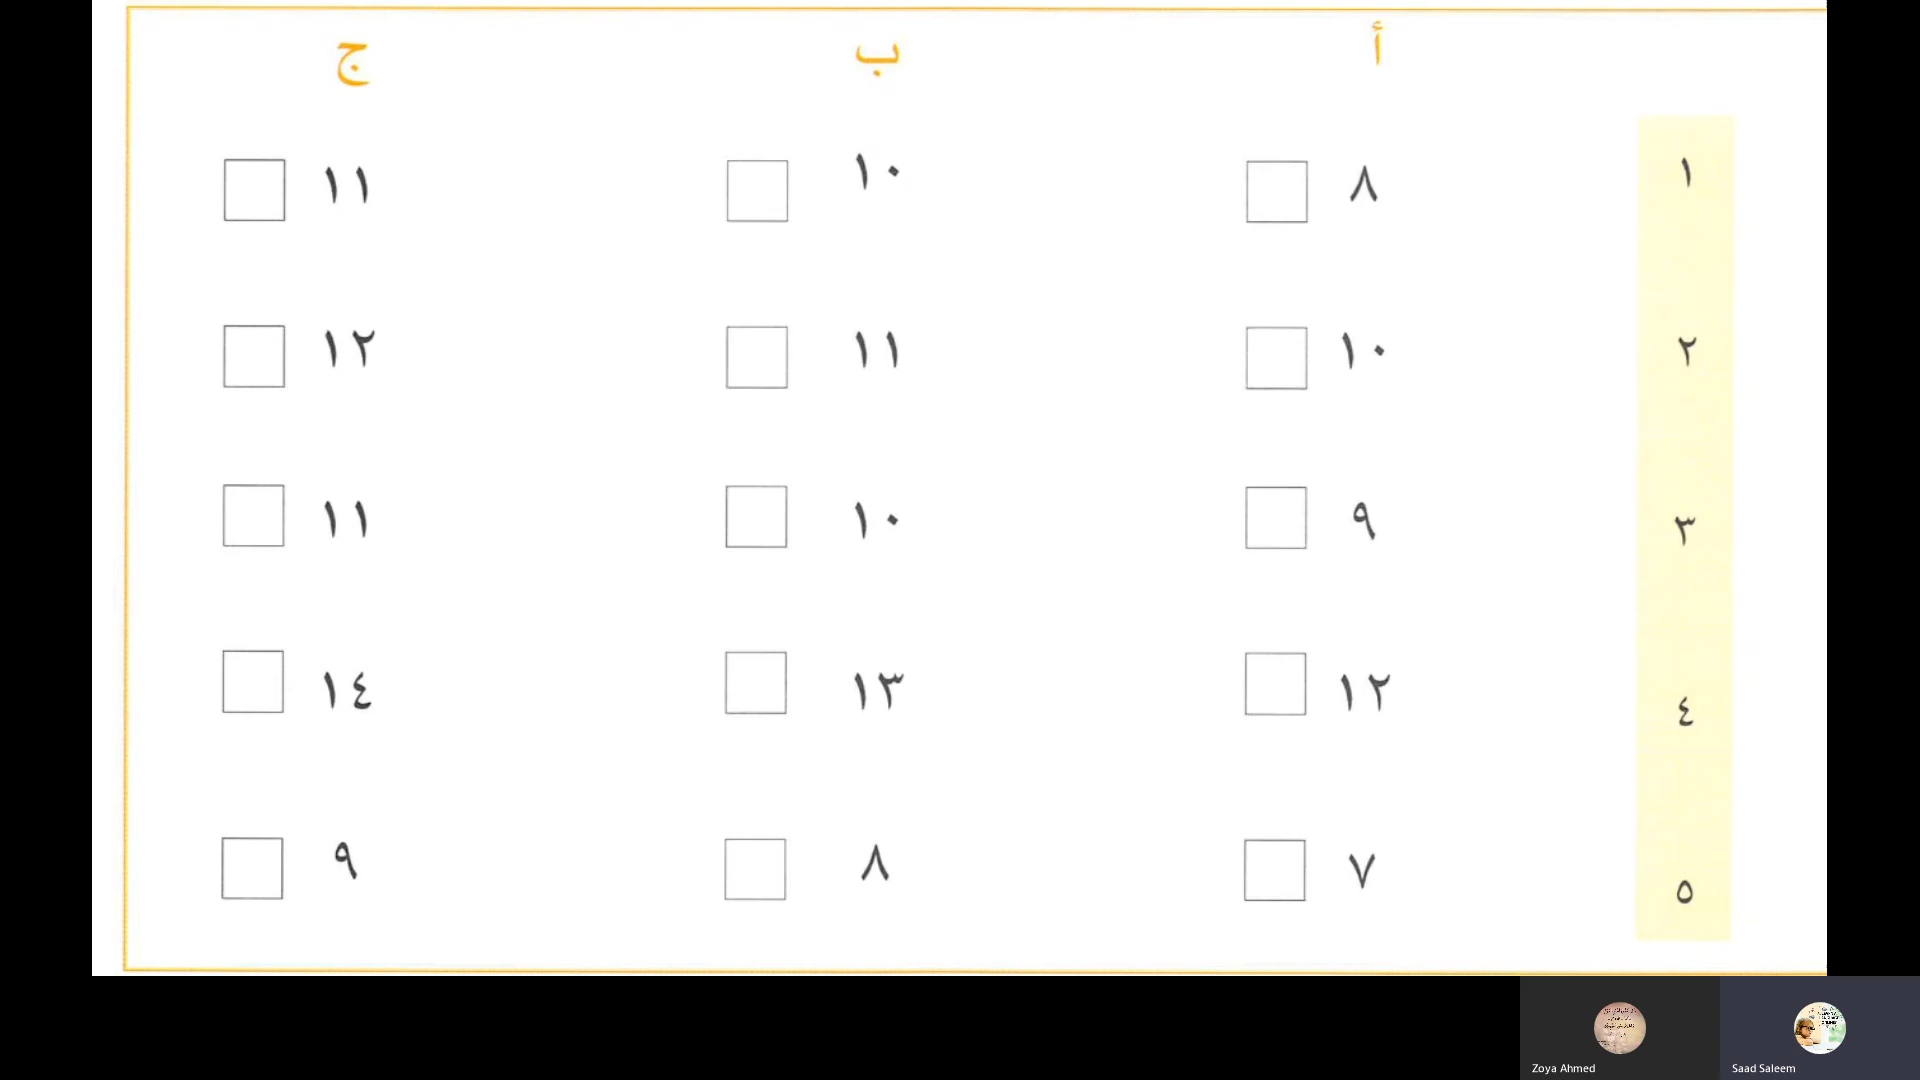 أ ب ج
١ ٨ ١٠ ١١
٢ ١٠ ١١ ١٢
٣ ٩ ١٠ ١١
٤ ١٢ ١٣ ١٤
٥ ٧ ٨ ٩
Zoya Ahmed
Saad Saleem